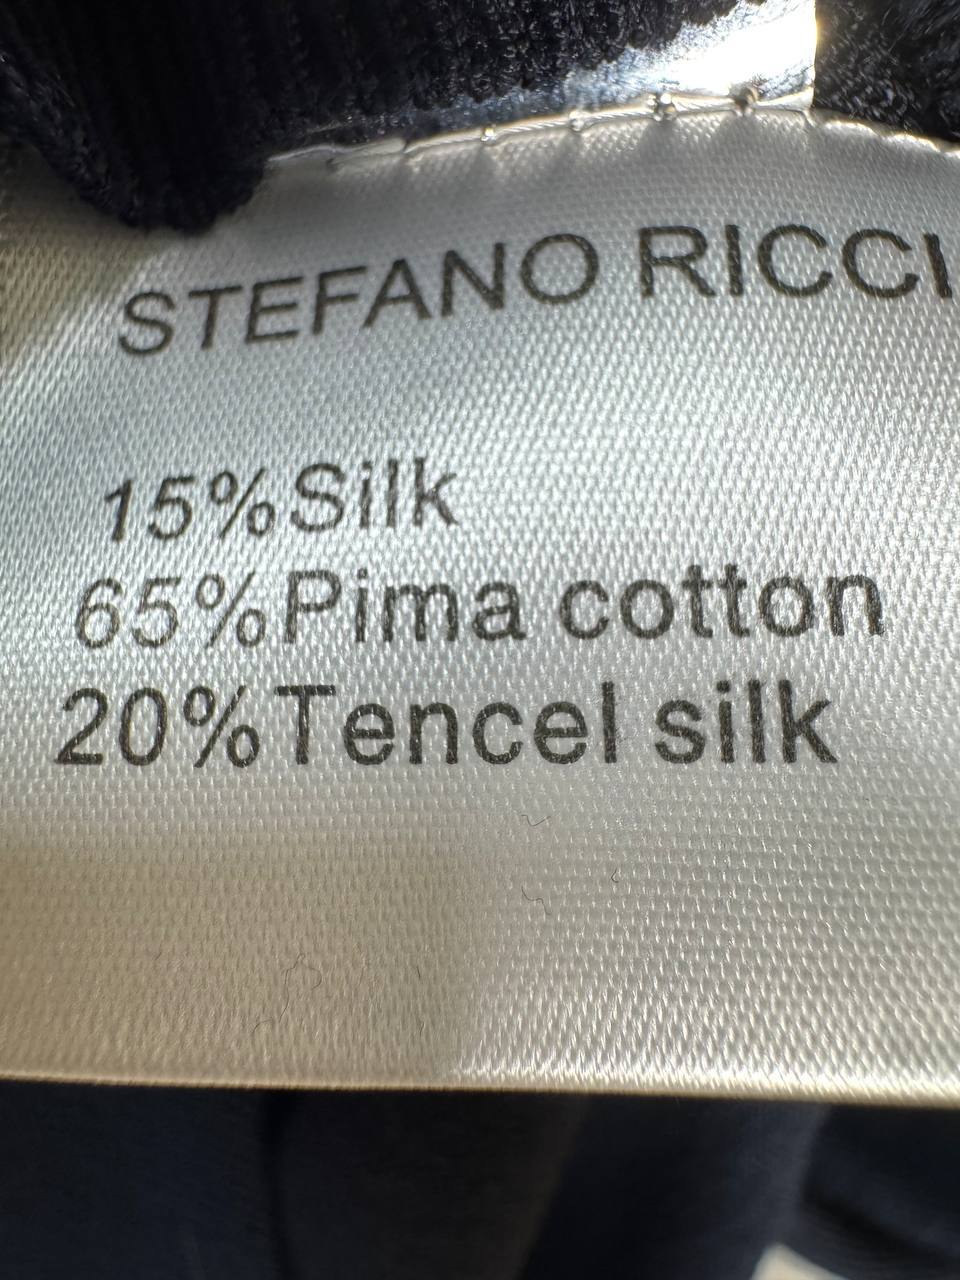 STEFANO RICCI
15%Silk
65%Pima cotton
20%Tencel silk